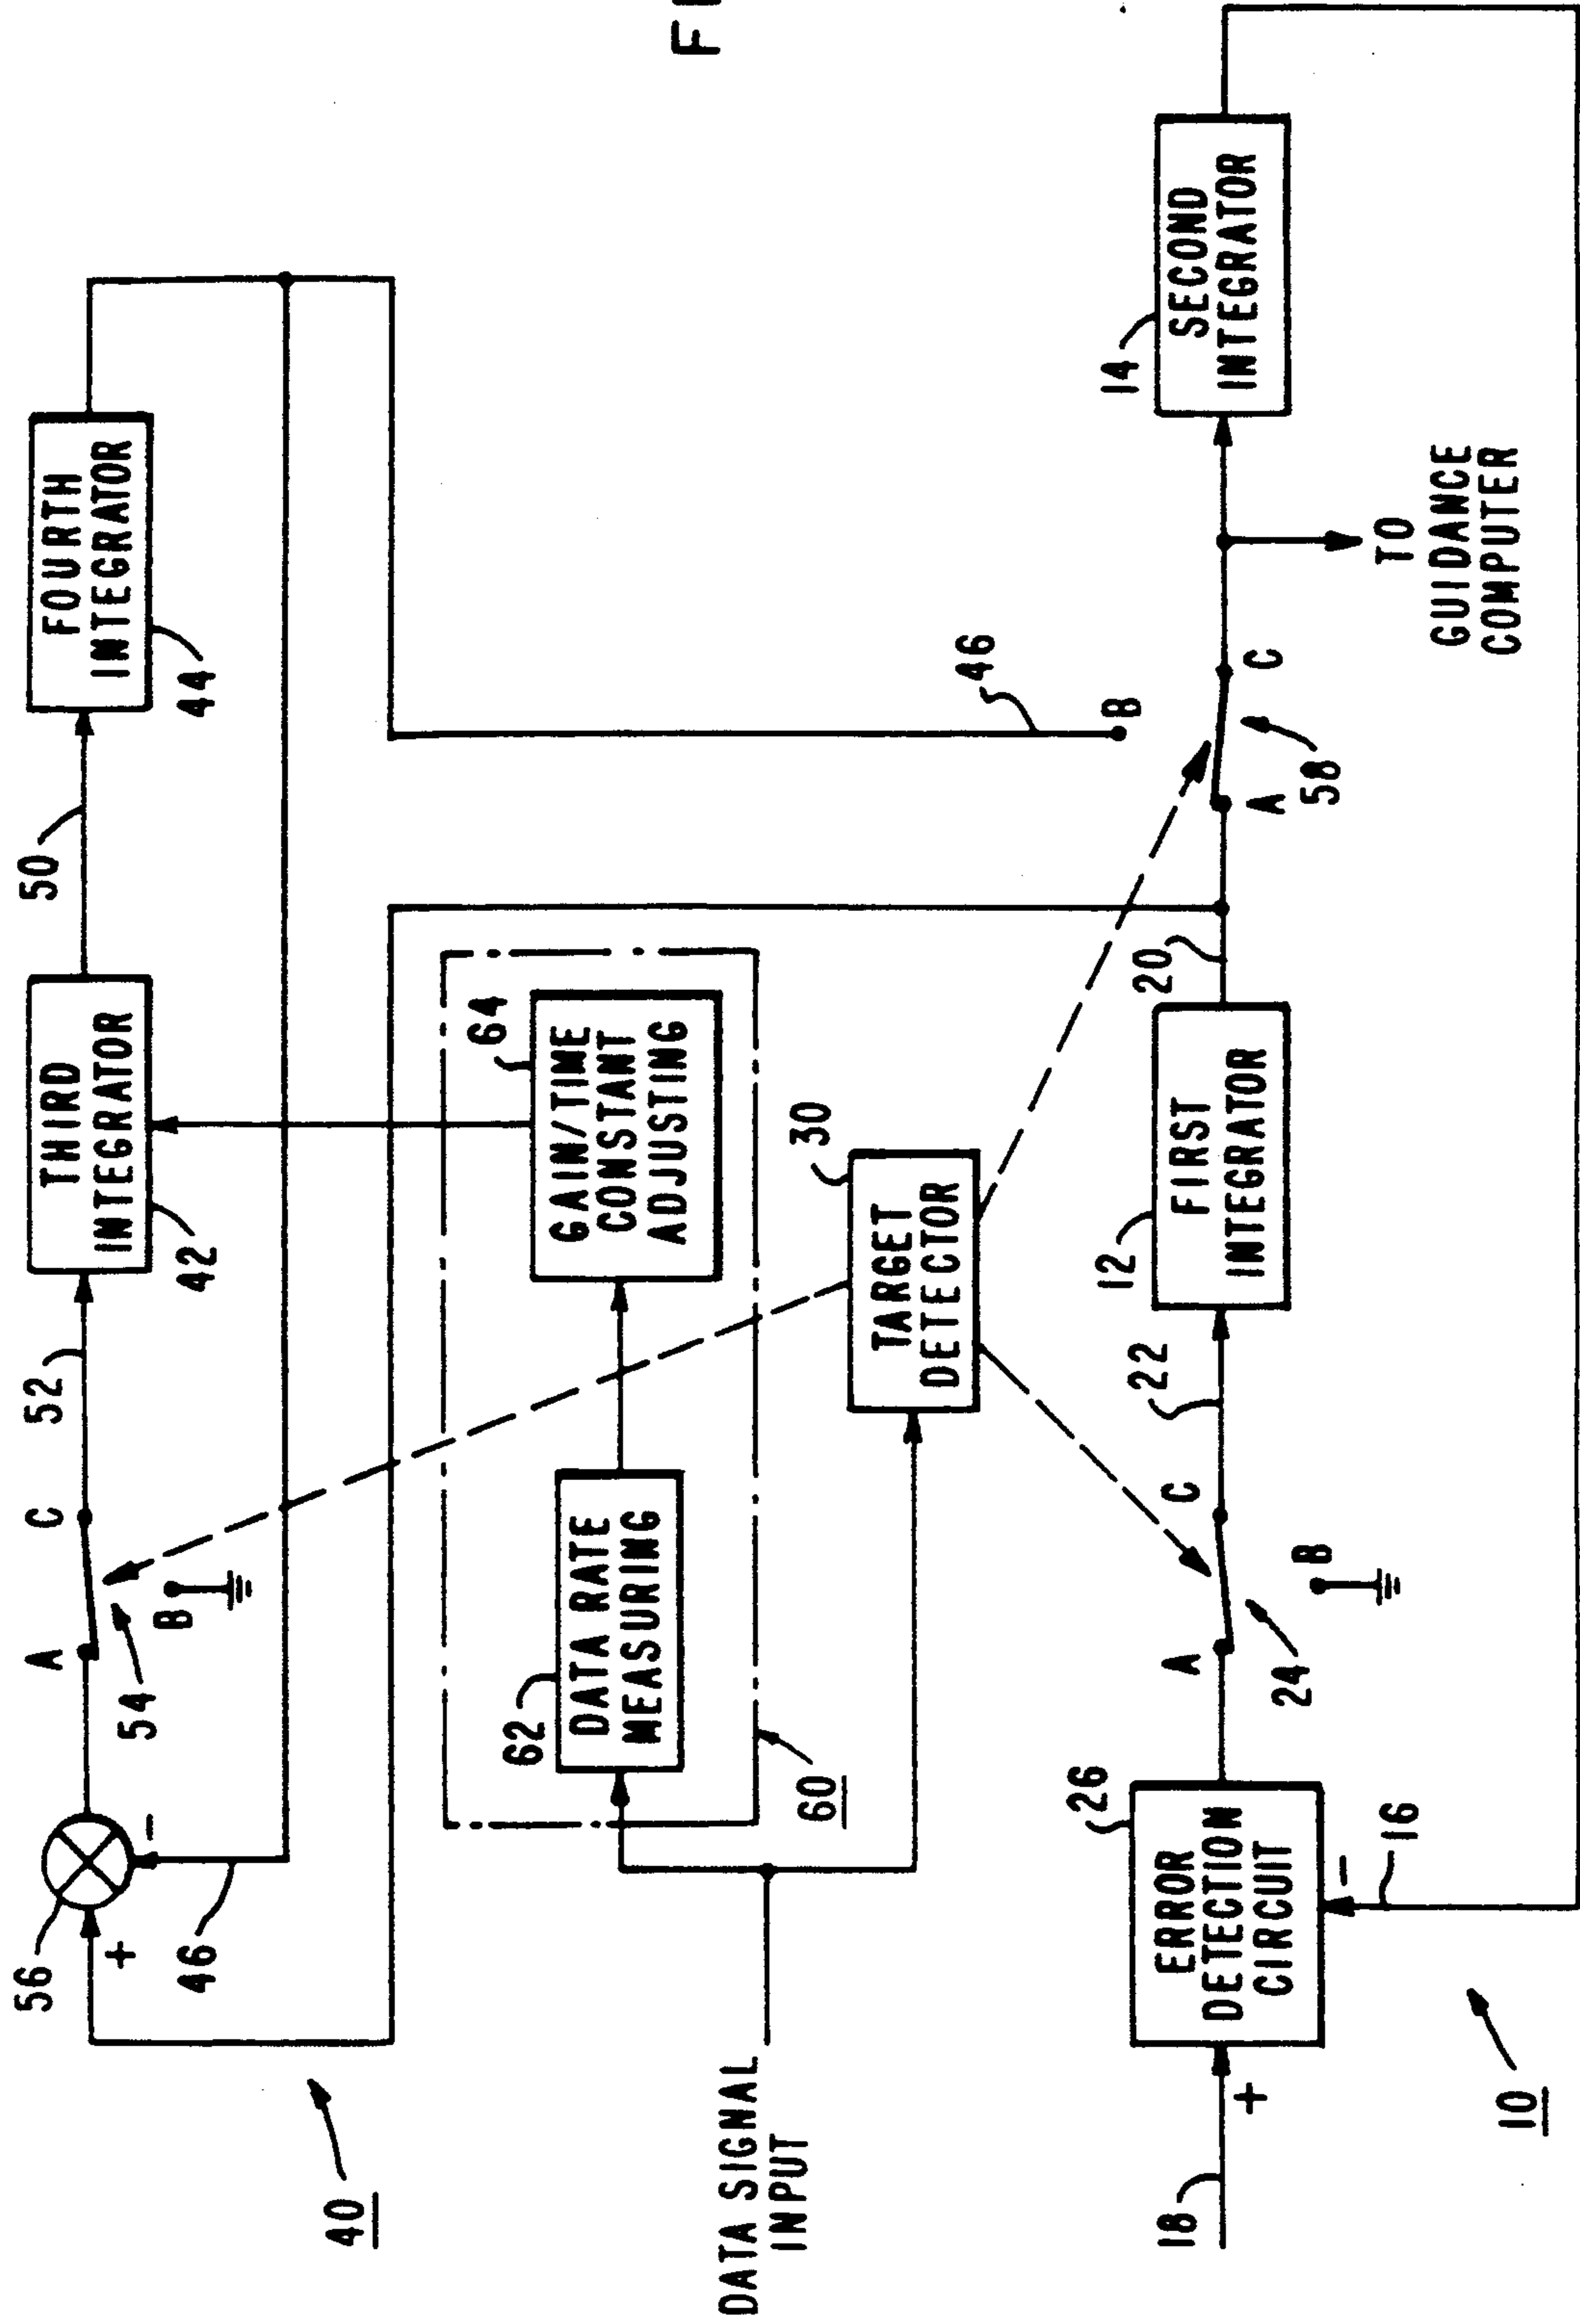 F
56
+
46
−
A
54
B
C
52
THIRD
INTEGRATOR
42
50
FOURTH
INTEGRATOR
44
40
62
DATA RATE
MEASURING
64
GAIN/TIME
CONSTANT
ADJUSTING
60
DATA SIGNAL
INPUT
30
TARGET
DETECTOR
46
B
18
+
26
ERROR
DETECTION
CIRCUIT
−
16
10
A
24
B
C
22
12
FIRST
INTEGRATOR
20
A
58
C
TO
GUIDANCE
COMPUTER
14
SECOND
INTEGRATOR